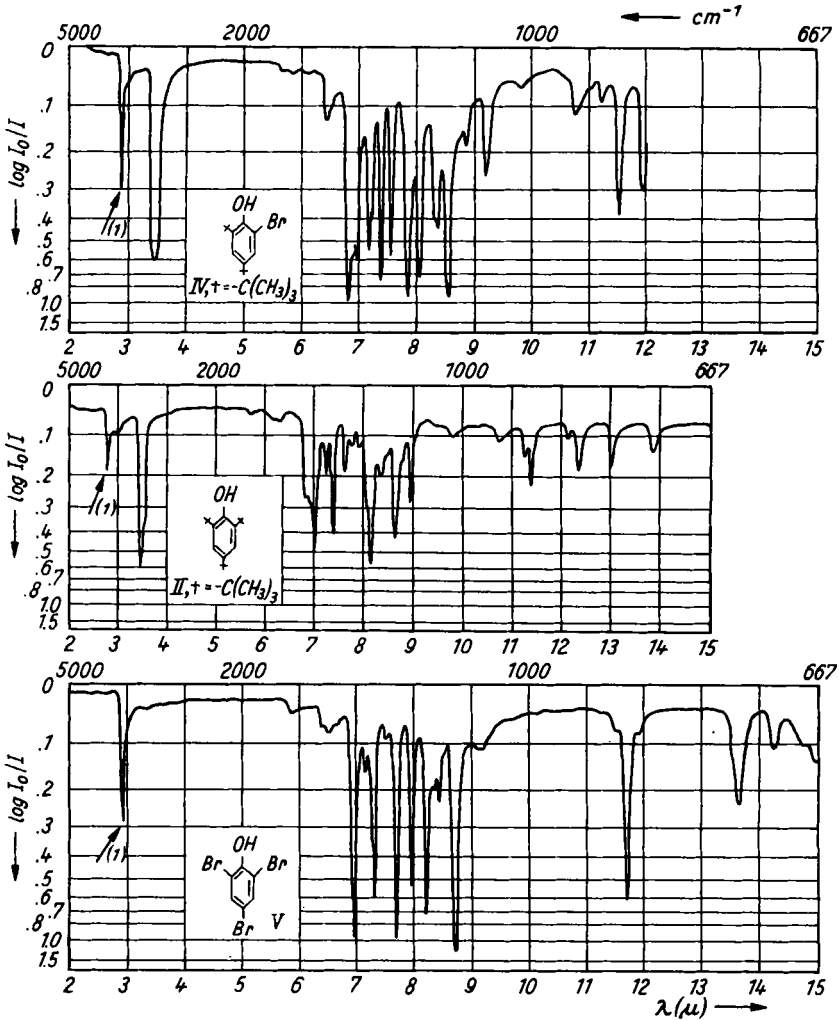 ← cm⁻¹
5000 2000 1000 667
0
.1
.2
.3
.4
.5
.6
.7
.8
1.0
1.5
← log I₀/I
(1)
OH
× Br
+
IV, + = -C(CH₃)₃
2 3 4 5 6 7 8 9 10 11 12 13 14 15
5000 2000 1000 667
0
.1
.2
.3
.4
.5
.6
.7
.8
1.0
1.5
← log I₀/I
(1)
OH
× ×
+
II, + = -C(CH₃)₃
2 3 4 5 6 7 8 9 10 11 12 13 14 15
5000 2000 1000 667
0
.1
.2
.3
.4
.5
.6
.7
.8
1.0
1.5
← log I₀/I
(1)
OH
Br Br
Br V
2 3 4 5 6 7 8 9 10 11 12 13 14 15
λ(μ) →